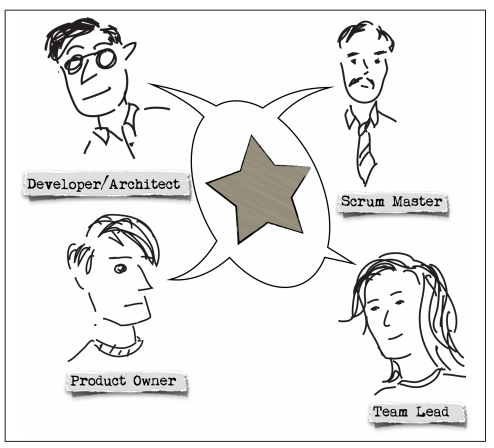 Developer/Architect
Scrum Master
Product Owner
Team Lead